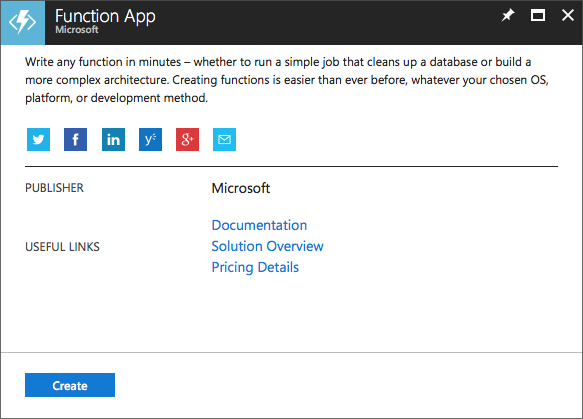 Function App
Microsoft
Write any function in minutes – whether to run a simple job that cleans up a database or build a
more complex architecture. Creating functions is easier than ever before, whatever your chosen OS,
platform, or development method.
PUBLISHER
Microsoft
USEFUL LINKS
Documentation
Solution Overview
Pricing Details
Create